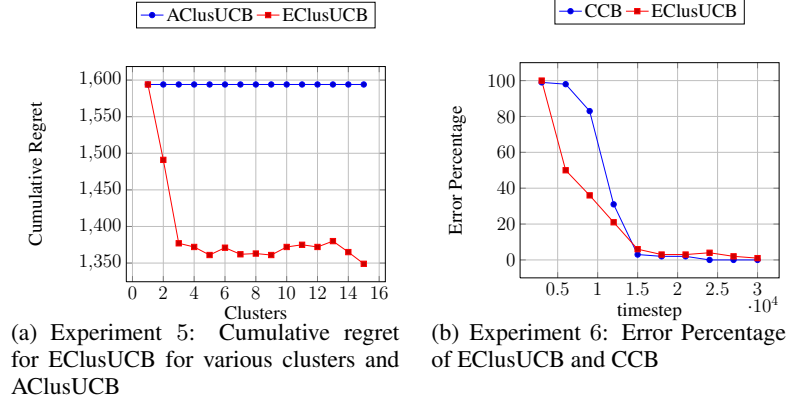 AClusUCB EClusUCB
1,600
1,550
1,500
1,450
1,400
1,350
0 2 4 6 8 10 12 14 16
Clusters
Cumulative Regret
(a) Experiment 5: Cumulative regret
for EClusUCB for various clusters and
AClusUCB
CCB EClusUCB
100
80
60
40
20
0
0.5 1 1.5 2 2.5 3
·10⁴
timestep
Error Percentage
(b) Experiment 6: Error Percentage
of EClusUCB and CCB